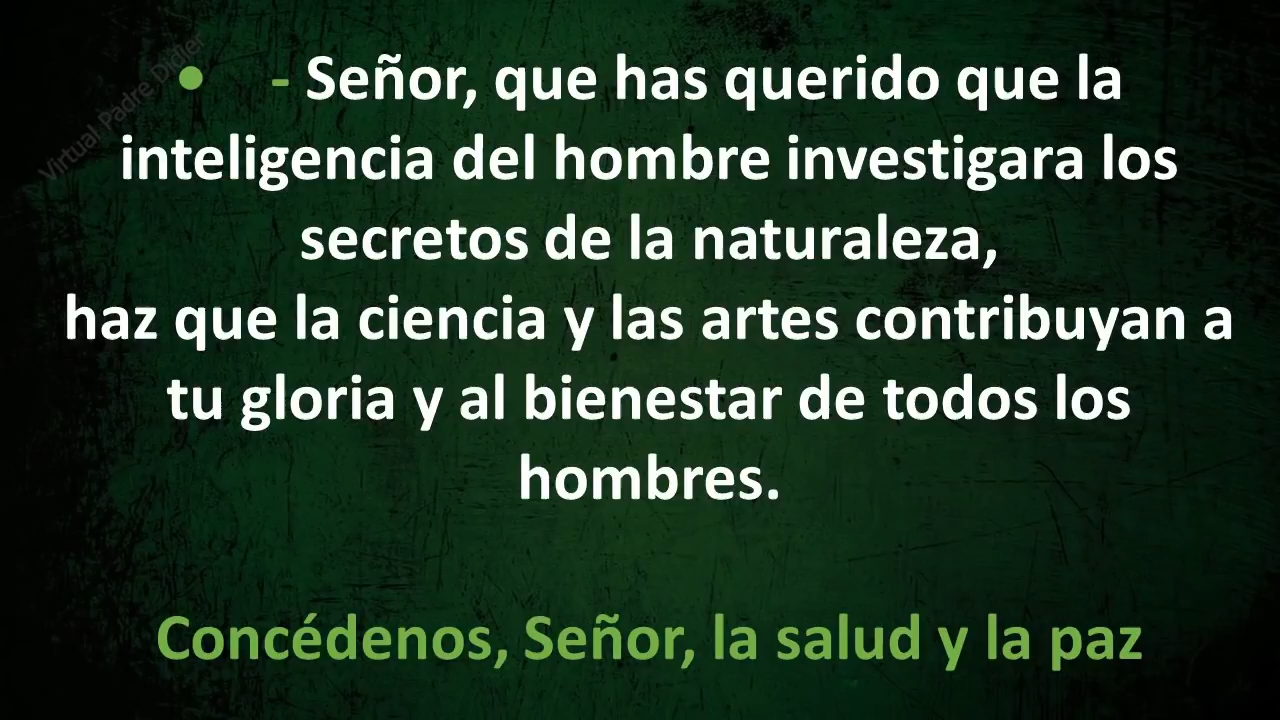 Virtual Padre Didier
• - Señor, que has querido que la
inteligencia del hombre investigara los
secretos de la naturaleza,
haz que la ciencia y las artes contribuyan a
tu gloria y al bienestar de todos los
hombres.
Concédenos, Señor, la salud y la paz